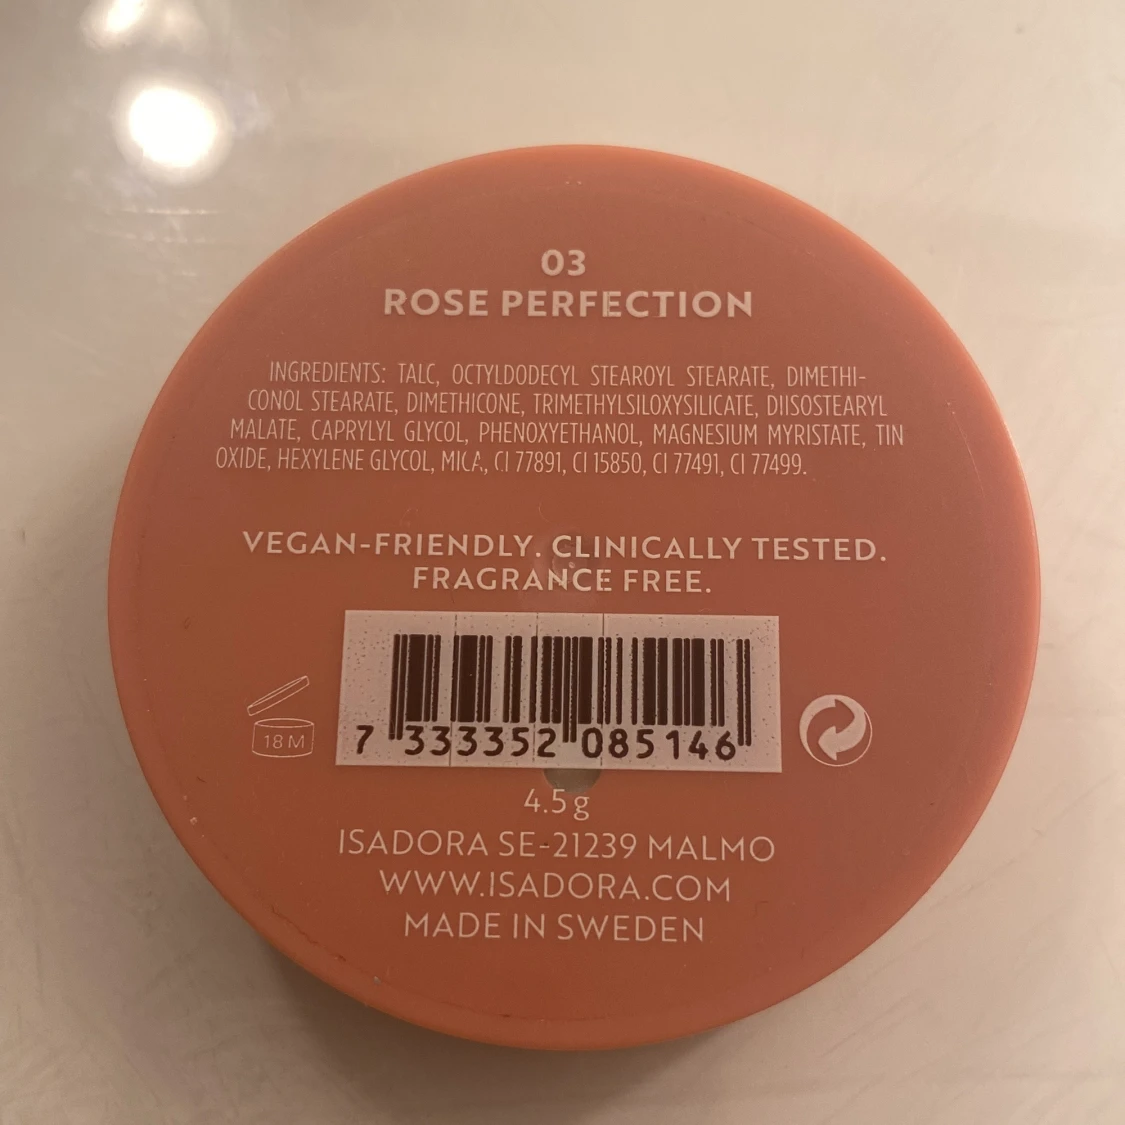 03
ROSE PERFECTION
INGREDIENTS: TALC, OCTYLDODECYL STEAROYL STEARATE, DIMETHI-
CONOL STEARATE, DIMETHICONE, TRIMETHYLSILOXYSILICATE, DIISOSTEARYL
MALATE, CAPRYLYL GLYCOL, PHENOXYETHANOL, MAGNESIUM MYRISTATE, TIN
OXIDE, HEXYLENE GLYCOL, MICA, CI 77891, CI 15850, CI 77491, CI 77499.
VEGAN-FRIENDLY. CLINICALLY TESTED.
FRAGRANCE FREE.
18 M
7 333352 085146
4.5 g
ISADORA SE-21239 MALMO
WWW.ISADORA.COM
MADE IN SWEDEN